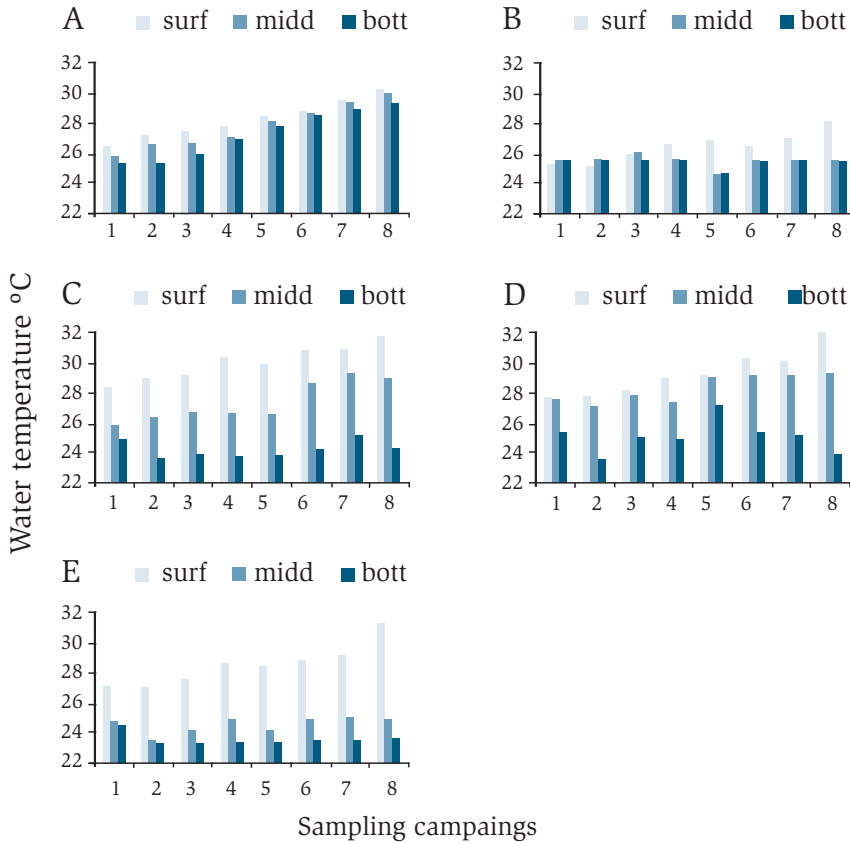 A surf midd bott
32
30
28
26
24
22
1 2 3 4 5 6 7 8
B surf midd bott
32
30
28
26
24
22
1 2 3 4 5 6 7 8
Water temperature ºC
C surf midd bott
32
30
28
26
24
22
1 2 3 4 5 6 7 8
D surf midd bott
32
30
28
26
24
22
1 2 3 4 5 6 7 8
E surf midd bott
32
30
28
26
24
22
1 2 3 4 5 6 7 8
Sampling campaings